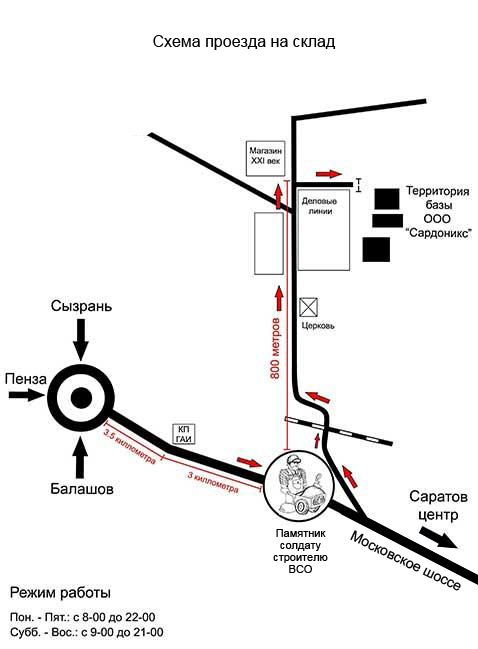 Схема проезда на склад
Магазин
XXI век
Деловые
линии
Территория
базы
ООО
"Сардоникс"
Церковь
800 метров
Сызрань
Пенза
Балашов
КП
ГАИ
3.5 киллометра
3 киллометра
Памятник
солдату
строителю
ВСО
Саратов
центр
Московское шоссе
Режим работы
Пон. - Пят.: с 8-00 до 22-00
Субб. - Вос.: с 9-00 до 21-00